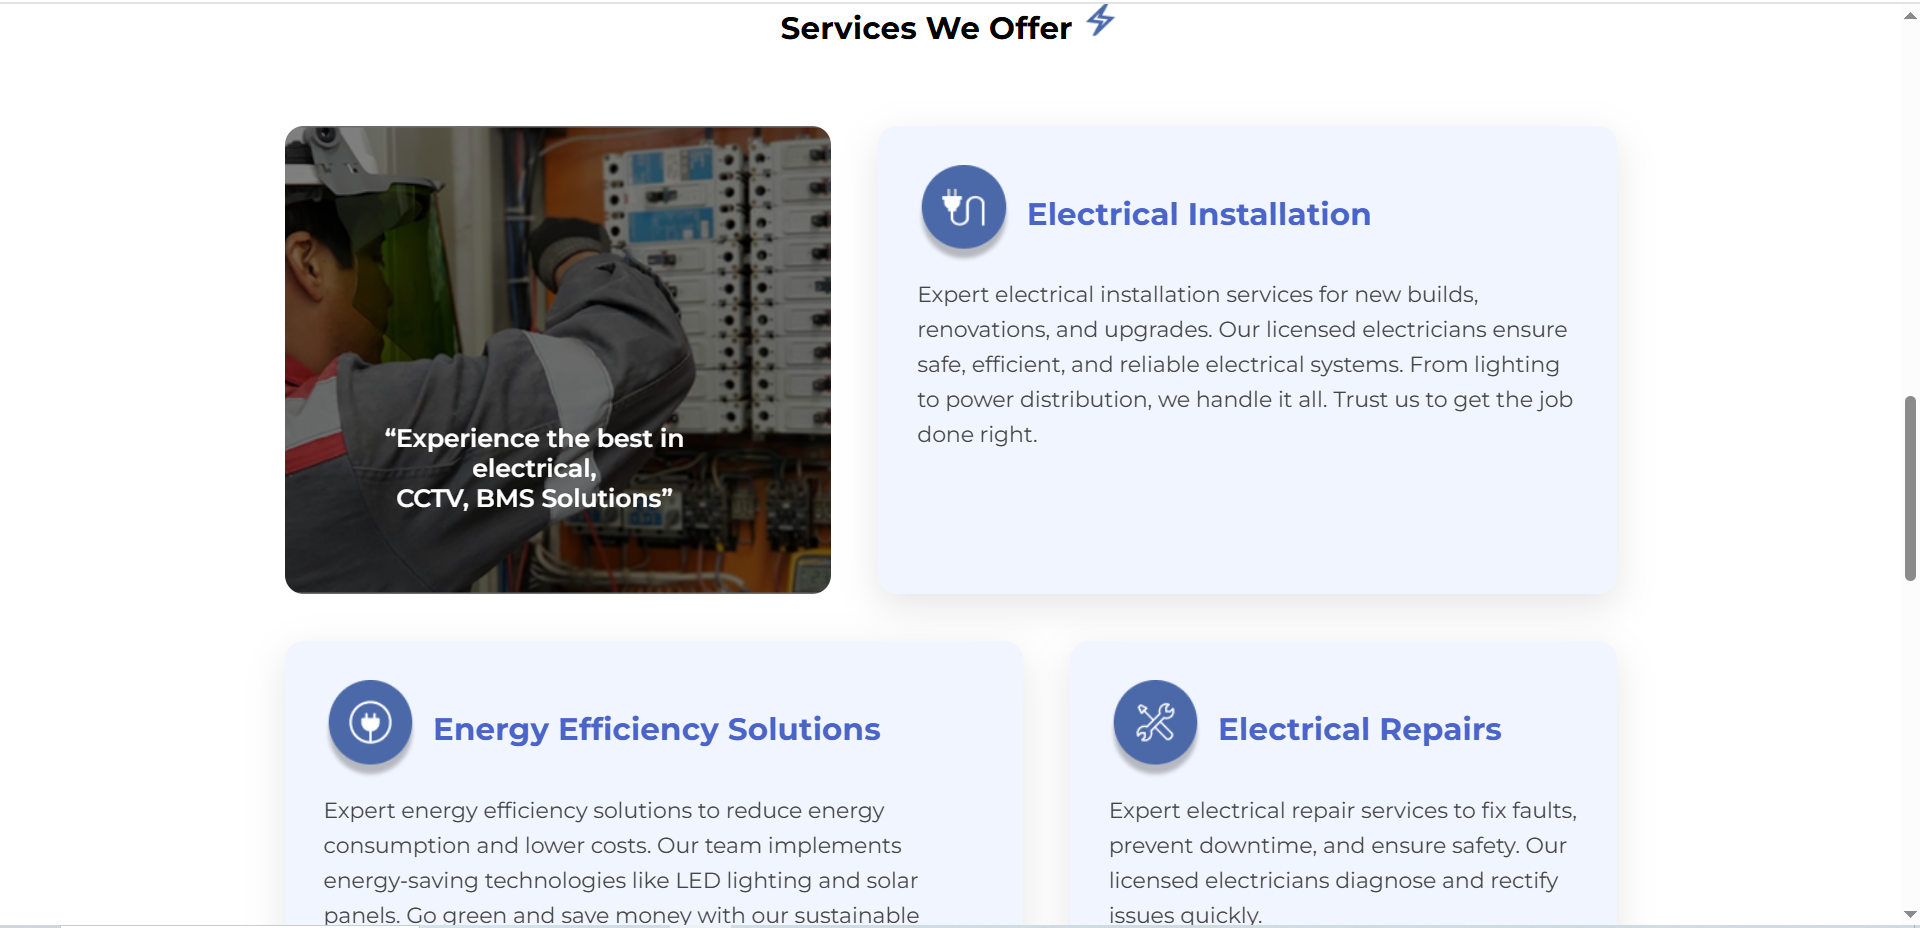 Services We Offer
“Experience the best in
electrical,
CCTV, BMS Solutions”
Electrical Installation
Expert electrical installation services for new builds,
renovations, and upgrades. Our licensed electricians ensure
safe, efficient, and reliable electrical systems. From lighting
to power distribution, we handle it all. Trust us to get the job
done right.
Energy Efficiency Solutions
Expert energy efficiency solutions to reduce energy
consumption and lower costs. Our team implements
energy-saving technologies like LED lighting and solar
panels. Go green and save money with our sustainable
Electrical Repairs
Expert electrical repair services to fix faults,
prevent downtime, and ensure safety. Our
licensed electricians diagnose and rectify
issues quickly.